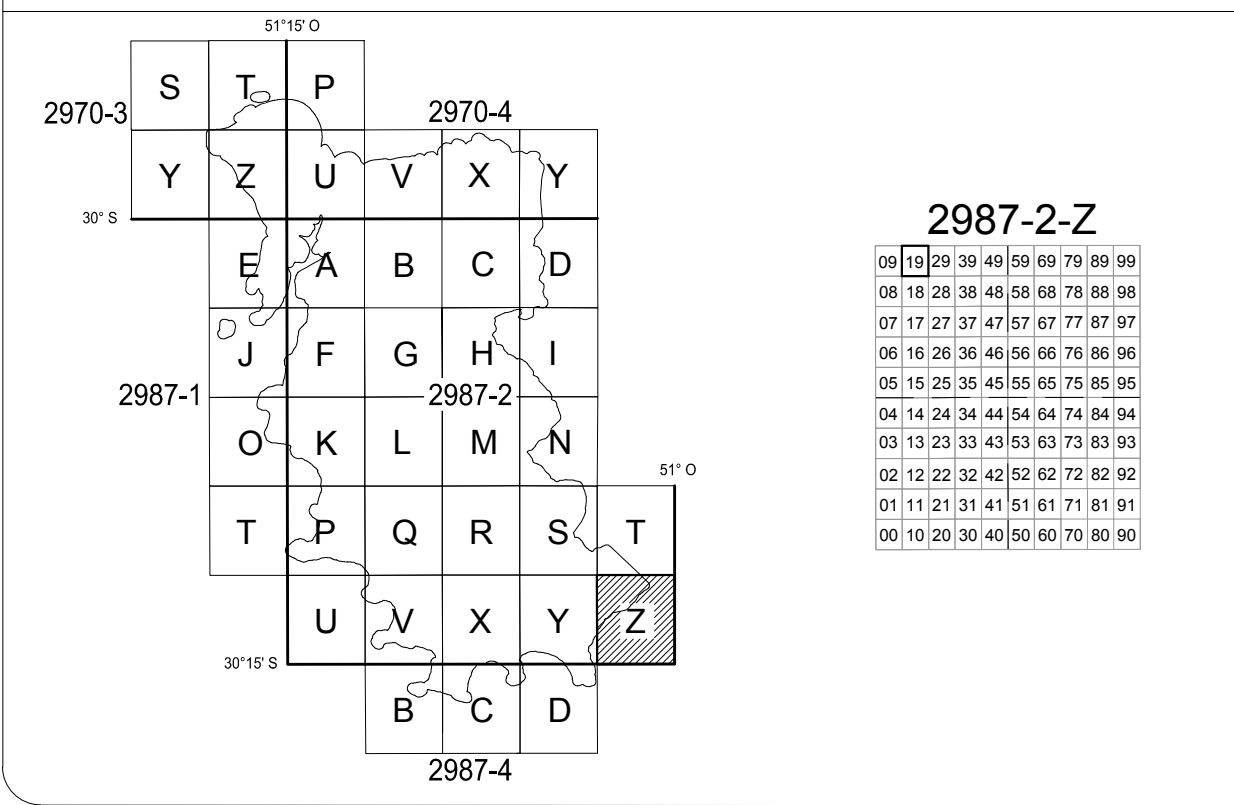 51°15' O
S T P
2970-3 2970-4
Y Z U V X Y
30° S
E A B C D
J F G H I
2987-1 2987-2
O K L M N
51° O
T P Q R S T
U V X Y Z
30°15' S
B C D
2987-4
2987-2-Z
09 19 29 39 49 59 69 79 89 99
08 18 28 38 48 58 68 78 88 98
07 17 27 37 47 57 67 77 87 97
06 16 26 36 46 56 66 76 86 96
05 15 25 35 45 55 65 75 85 95
04 14 24 34 44 54 64 74 84 94
03 13 23 33 43 53 63 73 83 93
02 12 22 32 42 52 62 72 82 92
01 11 21 31 41 51 61 71 81 91
00 10 20 30 40 50 60 70 80 90